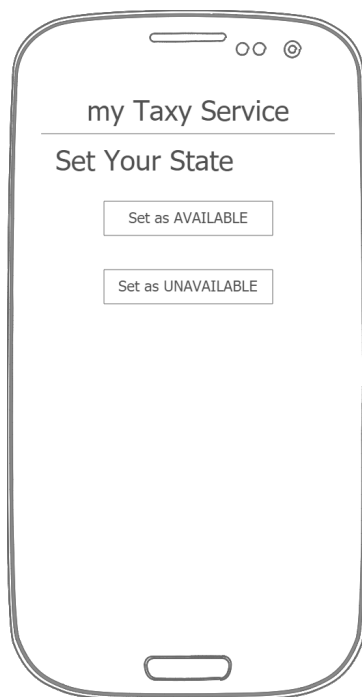 my Taxy Service
Set Your State
Set as AVAILABLE
Set as UNAVAILABLE